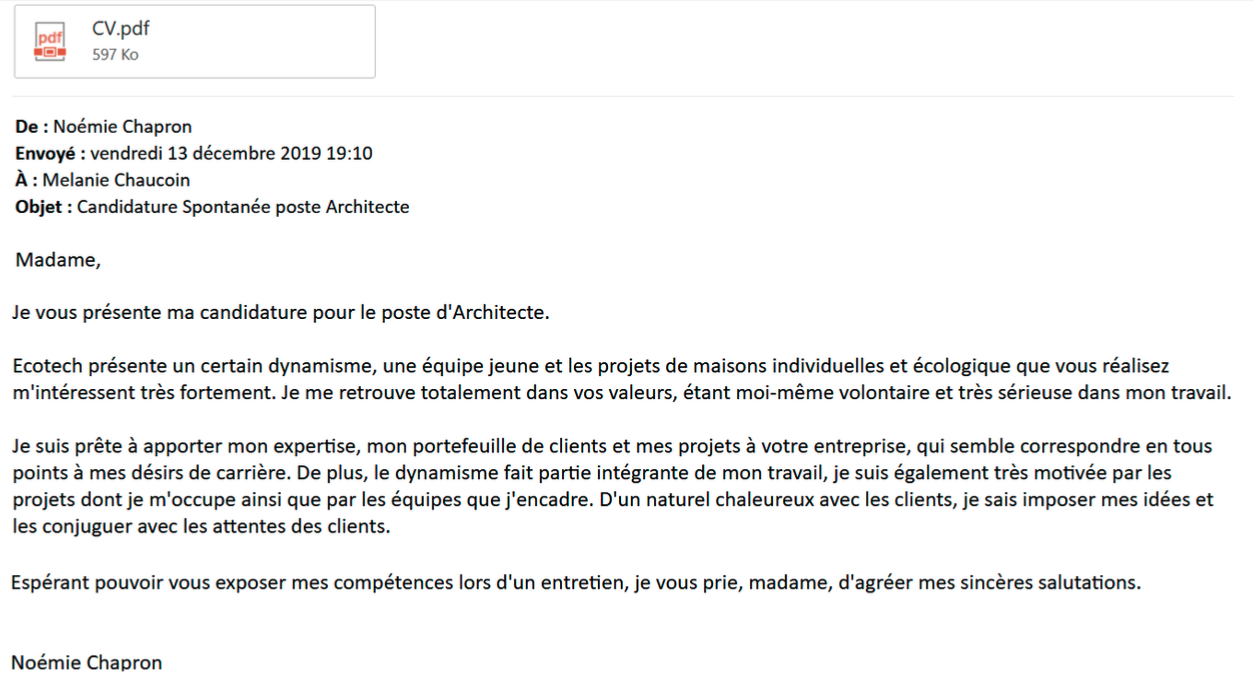 pdf
CV.pdf
597 Ko
De : Noémie Chapron
Envoyé : vendredi 13 décembre 2019 19:10
À : Melanie Chaucoin
Objet : Candidature Spontanée poste Architecte
Madame,
Je vous présente ma candidature pour le poste d'Architecte.
Ecotech présente un certain dynamisme, une équipe jeune et les projets de maisons individuelles et écologique que vous réalisez
m'intéressent très fortement. Je me retrouve totalement dans vos valeurs, étant moi-même volontaire et très sérieuse dans mon travail.
Je suis prête à apporter mon expertise, mon portefeuille de clients et mes projets à votre entreprise, qui semble correspondre en tous
points à mes désirs de carrière. De plus, le dynamisme fait partie intégrante de mon travail, je suis également très motivée par les
projets dont je m'occupe ainsi que par les équipes que j'encadre. D'un naturel chaleureux avec les clients, je sais imposer mes idées et
les conjuguer avec les attentes des clients.
Espérant pouvoir vous exposer mes compétences lors d'un entretien, je vous prie, madame, d'agréer mes sincères salutations.
Noémie Chapron